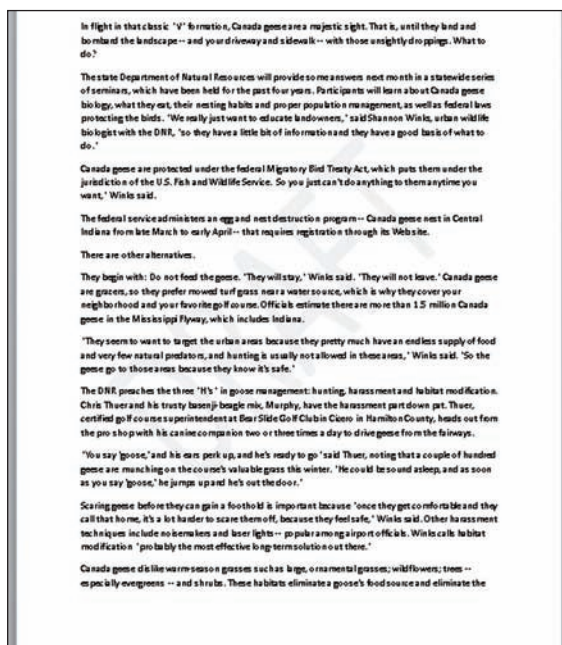 In flight in that classic "V" formation, Canada geese are a majestic sight. That is, until they land and
bombard the landscape -- and your driveway and sidewalk -- with those unsightly droppings. What to
do?
The state Department of Natural Resources will provide some answers next month in a statewide series
of seminars, which have been held for the past four years. Participants will learn about Canada geese
biology, what they eat, their nesting habits and proper population management, as well as federal laws
protecting the birds. "We really just want to educate landowners," said Shannon Winks, urban wildlife
biologist with the DNR, "so they have a little bit of information and they have a good basis of what to
do."
Canada geese are protected under the federal Migratory Bird Treaty Act, which puts them under the
jurisdiction of the U.S. Fish and Wildlife Service. So you just can't do anything to them anytime you
want," Winks said.
The federal service administers an egg and nest destruction program -- Canada geese nest in Central
Indiana from late March to early April -- that requires registration through its Web site.
There are other alternatives.
They begin with: Do not feed the geese. "They will stay," Winks said. "They will not leave." Canada geese
are grazers, so they prefer mowed turf grass near a water source, which is why they cover your
neighborhood and your favorite golf course. Officials estimate there are more than 1.5 million Canada
geese in the Mississippi Flyway, which includes Indiana.
"They seem to want to target the urban areas because they pretty much have an endless supply of food
and very few natural predators, and hunting is usually not allowed in these areas," Winks said. "So the
geese go to those areas because they know it's safe."
The DNR preaches the three "H's" in goose management: hunting, harassment and habitat modification.
Chris Thuer and his trusty basenji-beagle mix, Murphy, have the harassment part down pat. Thuer,
certified golf course superintendent at Bear Slide Golf Club in Cicero in Hamilton County, heads out from
the pro shop with his canine companion two or three times a day to drive geese from the fairways.
"You say 'goose,' and his ears perk up, and he's ready to go" said Thuer, noting that a couple of hundred
geese are munching on the course's valuable grass this winter. "He could be sound asleep, and as soon
as you say 'goose,' he jumps up and he's out the door."
Scaring geese before they can gain a foothold is important because "once they get comfortable and they
call that home, it's a lot harder to scare them off, because they feel safe," Winks said. Other harassment
techniques include noisemakers and laser lights -- popular among airport officials. Winks calls habitat
modification "probably the most effective long-term solution out there."
Canada geese dislike warm-season grasses such as large, ornamental grasses; wildflowers; trees --
especially evergreens -- and shrubs. These habitats eliminate a goose's food source and eliminate the
DRAFT